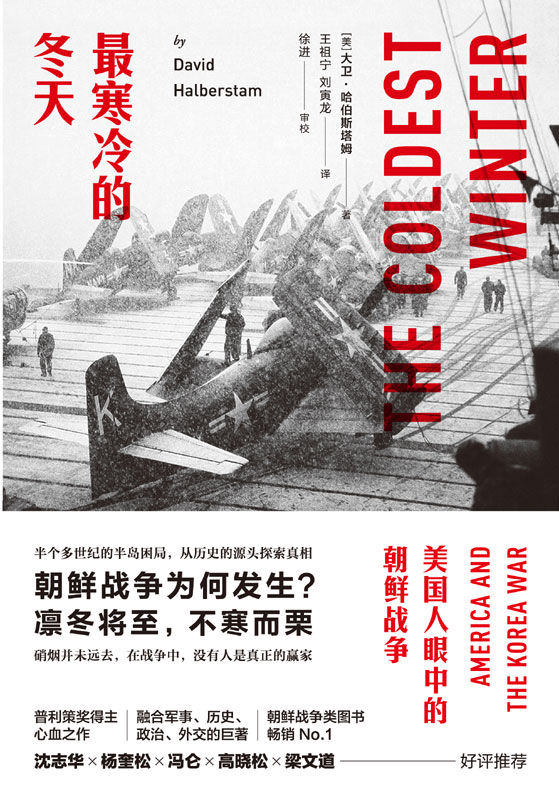 最寒冷的
冬天
by
David
Halberstam
[美]大卫·哈伯斯塔姆 著
王祖宁 刘寅龙 译
徐进 审校
THE COLDEST
WINTER
K
半个多世纪的半岛困局，从历史的源头探索真相
朝鲜战争为何发生？
凛冬将至，不寒而栗
硝烟并未远去，在战争中，没有人是真正的赢家
美国人眼中的
朝鲜战争
AMERICA AND
THE KOREA WAR
普利策奖得主
心血之作
融合军事、历史、
政治、外交的巨著
朝鲜战争类图书
畅销 No.1
沈志华×杨奎松×冯仑×高晓松×梁文道 好评推荐